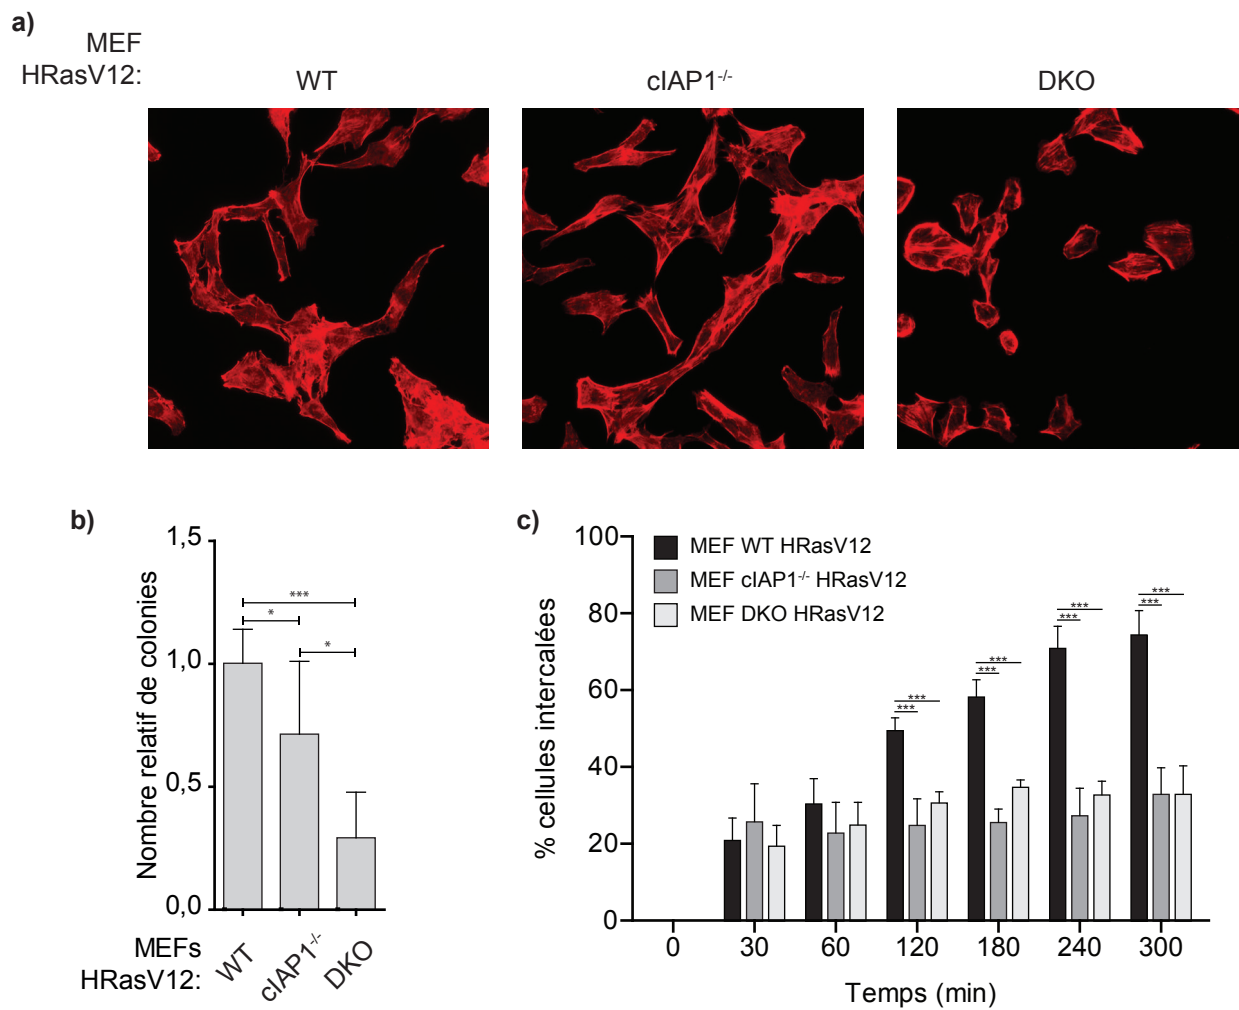 a)
MEF
HRasV12:
WT
cIAP1-/-
DKO
b)
Nombre relatif de colonies
1,5
1,0
0,5
0,0
***
*
*
MEFs
HRasV12:
WT
cIAP1-/-
DKO
c)
% cellules intercalées
100
80
60
40
20
0
MEF WT HRasV12
MEF cIAP1-/- HRasV12
MEF DKO HRasV12
***
***
***
***
***
***
***
***
0 30 60 120 180 240 300
Temps (min)